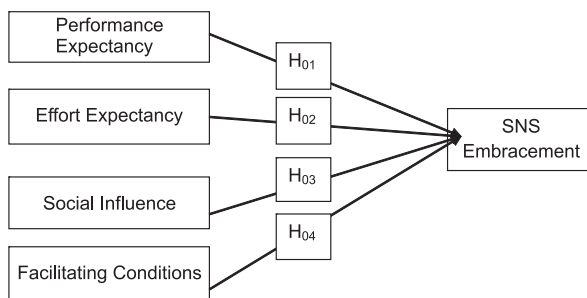 Performance
Expectancy
H01
Effort Expectancy
H02
SNS
Embracement
H03
Social Influence
H04
Facilitating Conditions